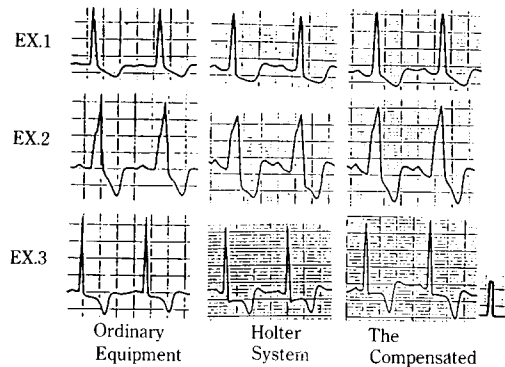 EX.1
EX.2
EX.3
Ordinary
Equipment
Holter
System
The
Compensated